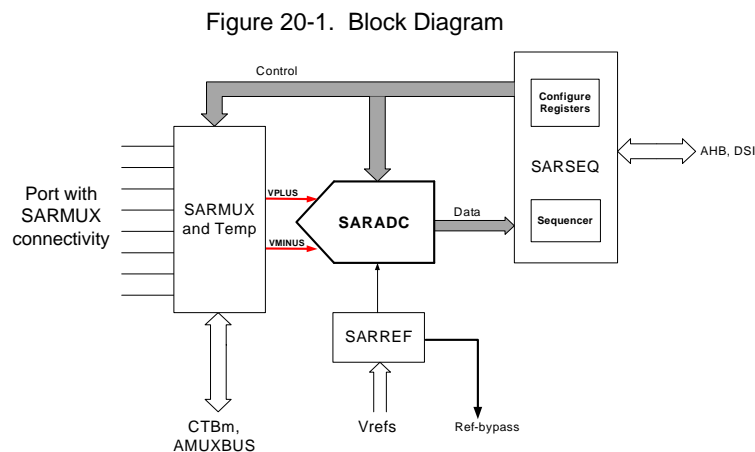 Figure 20-1. Block Diagram
Control
Configure
Registers
SARSEQ
AHB, DSI
Port with
SARMUX
connectivity
SARMUX
and Temp
VPLUS
VMINUS
SARADC
Data
Sequencer
SARREF
CTBm,
AMUXBUS
Vrefs
Ref-bypass